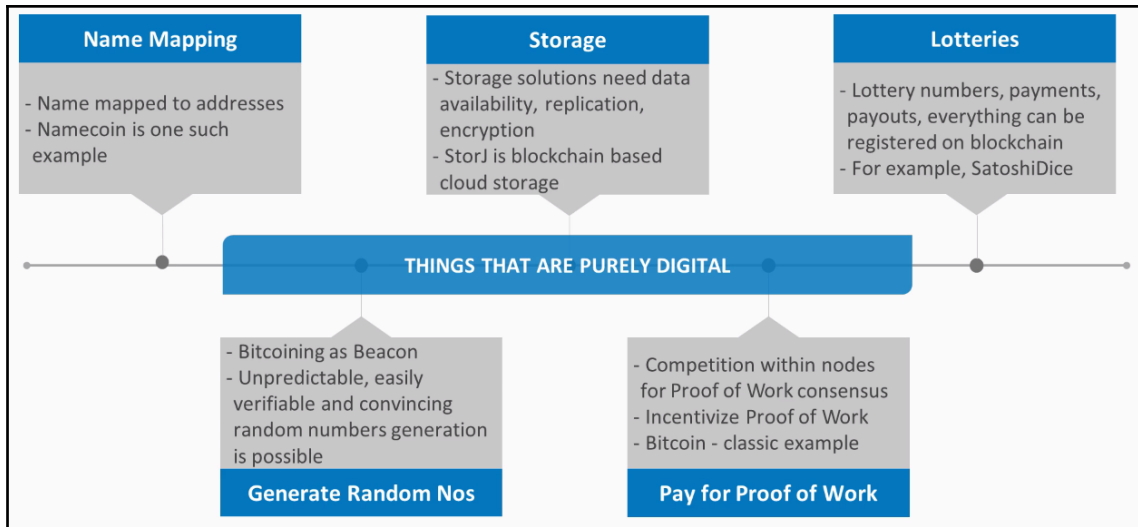 Name Mapping
- Name mapped to addresses
- Namecoin is one such
example
Storage
- Storage solutions need data
availability, replication,
encryption
- StorJ is blockchain based
cloud storage
Lotteries
- Lottery numbers, payments,
payouts, everything can be
registered on blockchain
- For example, SatoshiDice
THINGS THAT ARE PURELY DIGITAL
- Bitcoining as Beacon
- Unpredictable, easily
verifiable and convincing
random numbers generation
is possible
Generate Random Nos
- Competition within nodes
for Proof of Work consensus
- Incentivize Proof of Work
- Bitcoin - classic example
Pay for Proof of Work